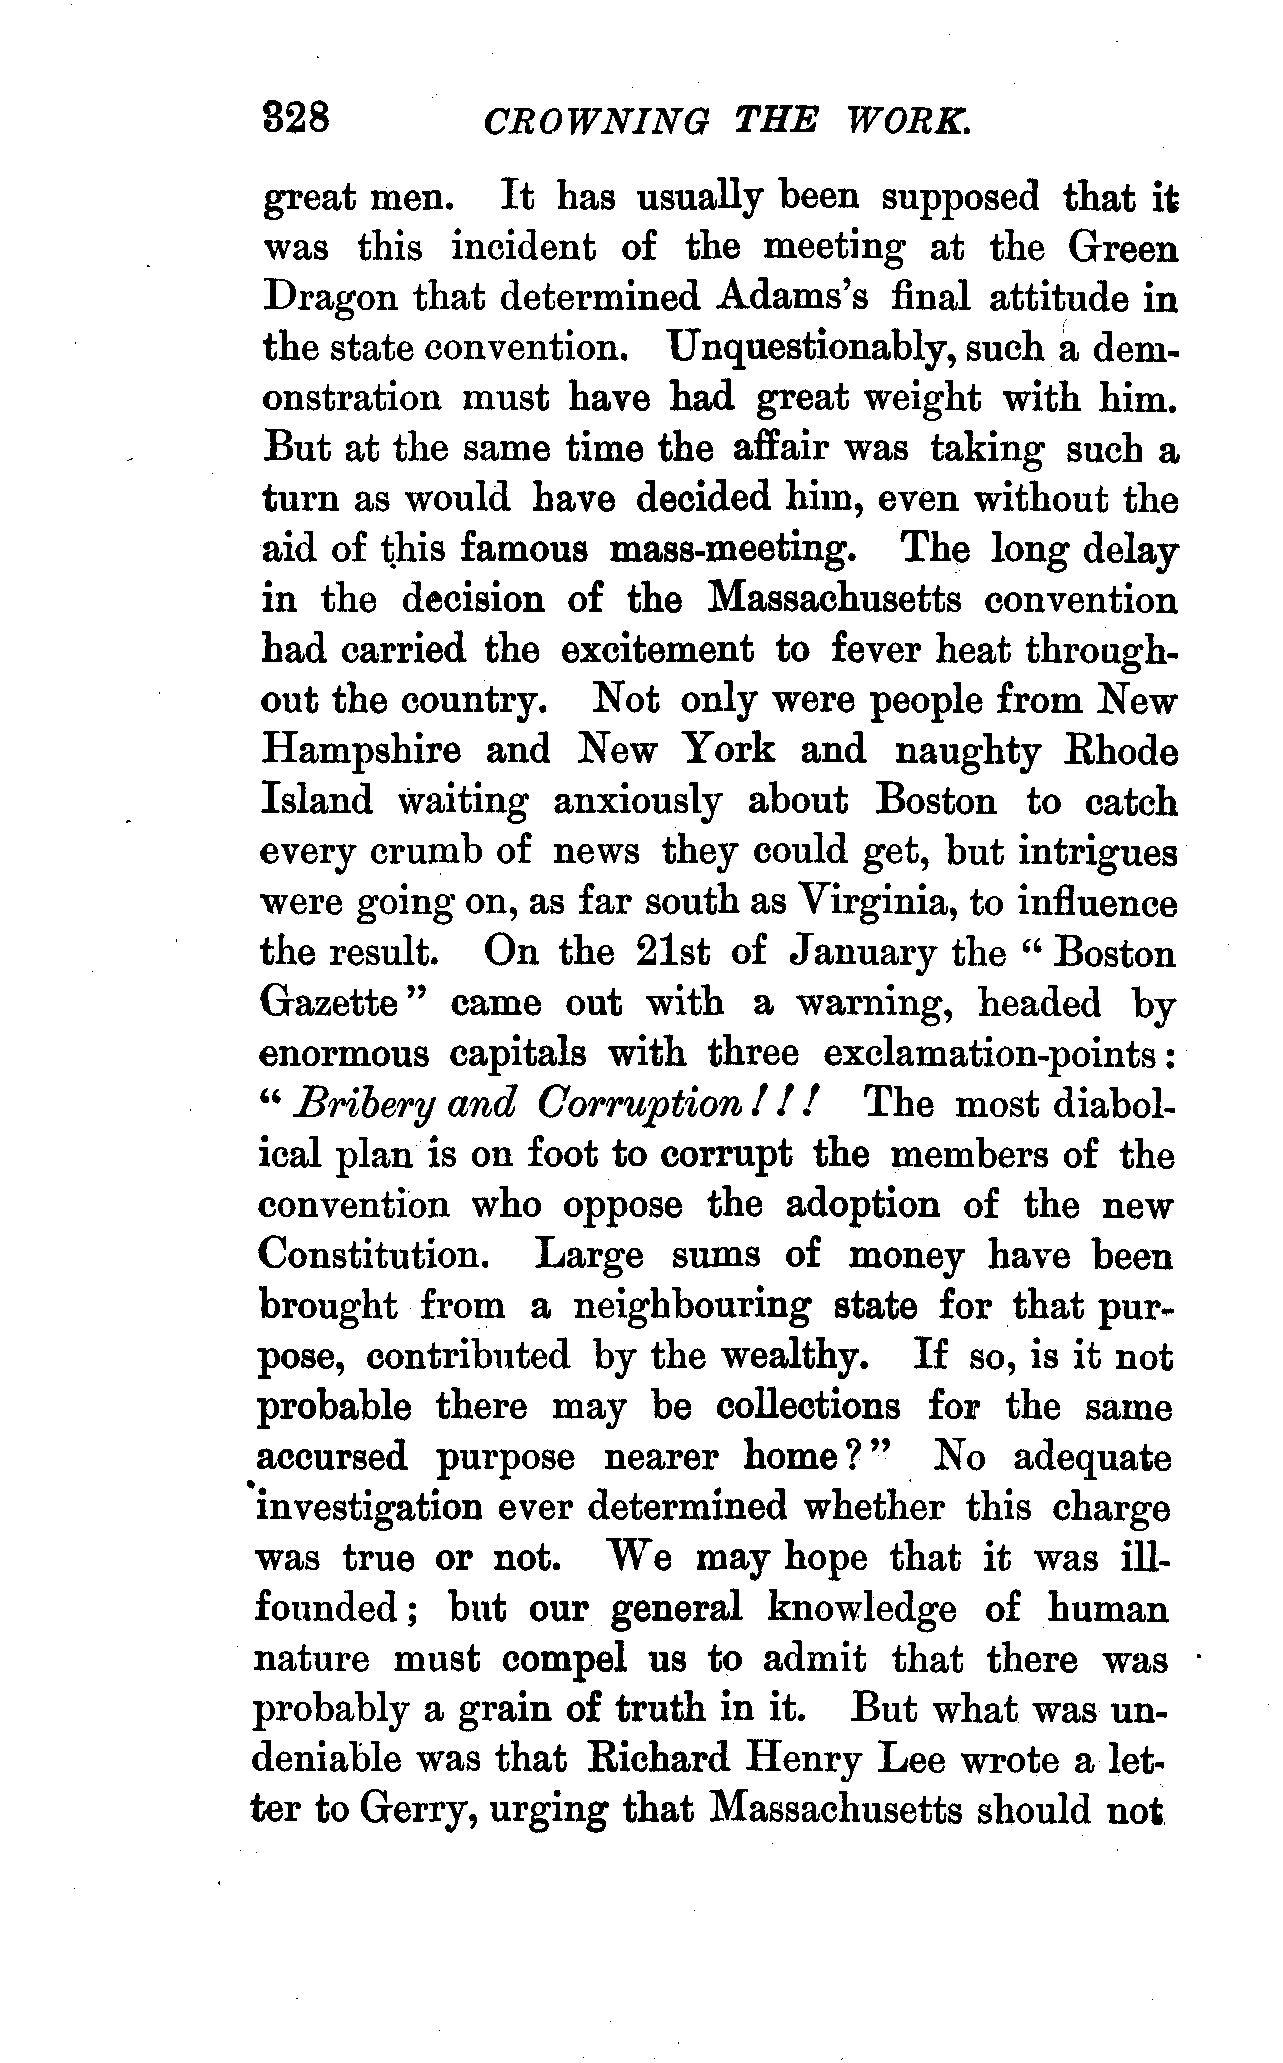 328 CROWNING THE WORK.
great men. It has usually been supposed that it
was this incident of the meeting at the Green
Dragon that determined Adams's final attitude in
the state convention. Unquestionably, such a dem-
onstration must have had great weight with him.
But at the same time the affair was taking such a
turn as would have decided him, even without the
aid of this famous mass-meeting. The long delay
in the decision of the Massachusetts convention
had carried the excitement to fever heat through-
out the country. Not only were people from New
Hampshire and New York and naughty Rhode
Island waiting anxiously about Boston to catch
every crumb of news they could get, but intrigues
were going on, as far south as Virginia, to influence
the result. On the 21st of January the “ Boston
Gazette ” came out with a warning, headed by
enormous capitals with three exclamation-points :
“ Bribery and Corruption ! ! ! The most diabol-
ical plan is on foot to corrupt the members of the
convention who oppose the adoption of the new
Constitution. Large sums of money have been
brought from a neighbouring state for that pur-
pose, contributed by the wealthy. If so, is it not
probable there may be collections for the same
accursed purpose nearer home ? ” No adequate
investigation ever determined whether this charge
was true or not. We may hope that it was ill-
founded ; but our general knowledge of human
nature must compel us to admit that there was
probably a grain of truth in it. But what was un-
deniable was that Richard Henry Lee wrote a let-
ter to Gerry, urging that Massachusetts should not